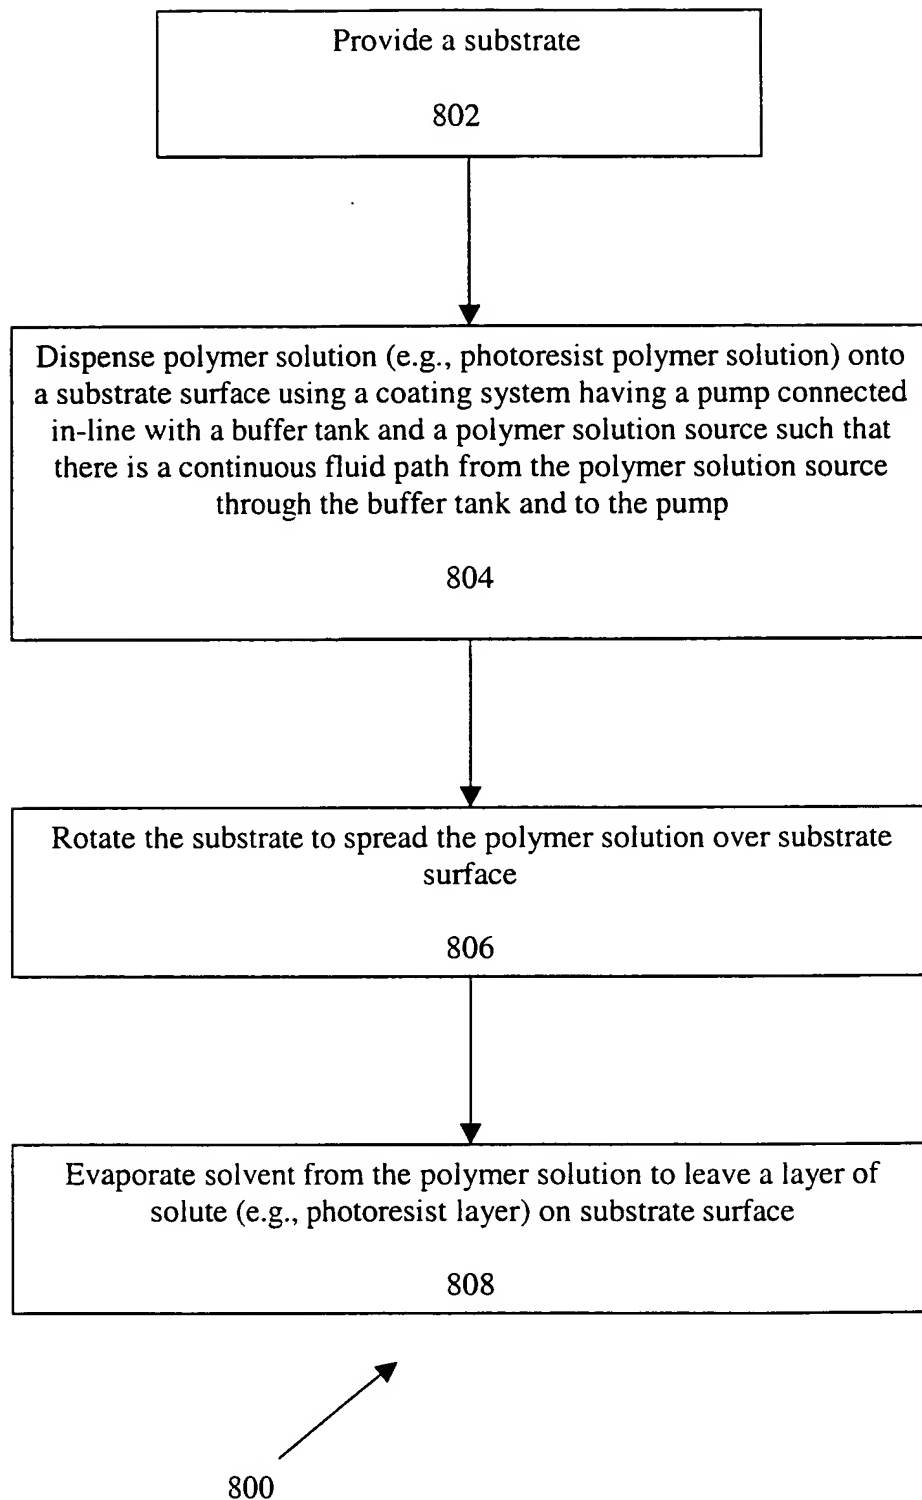 Provide a substrate
802
Dispense polymer solution (e.g., photoresist polymer solution) onto
a substrate surface using a coating system having a pump connected
in-line with a buffer tank and a polymer solution source such that
there is a continuous fluid path from the polymer solution source
through the buffer tank and to the pump
804
Rotate the substrate to spread the polymer solution over substrate
surface
806
Evaporate solvent from the polymer solution to leave a layer of
solute (e.g., photoresist layer) on substrate surface
808
800